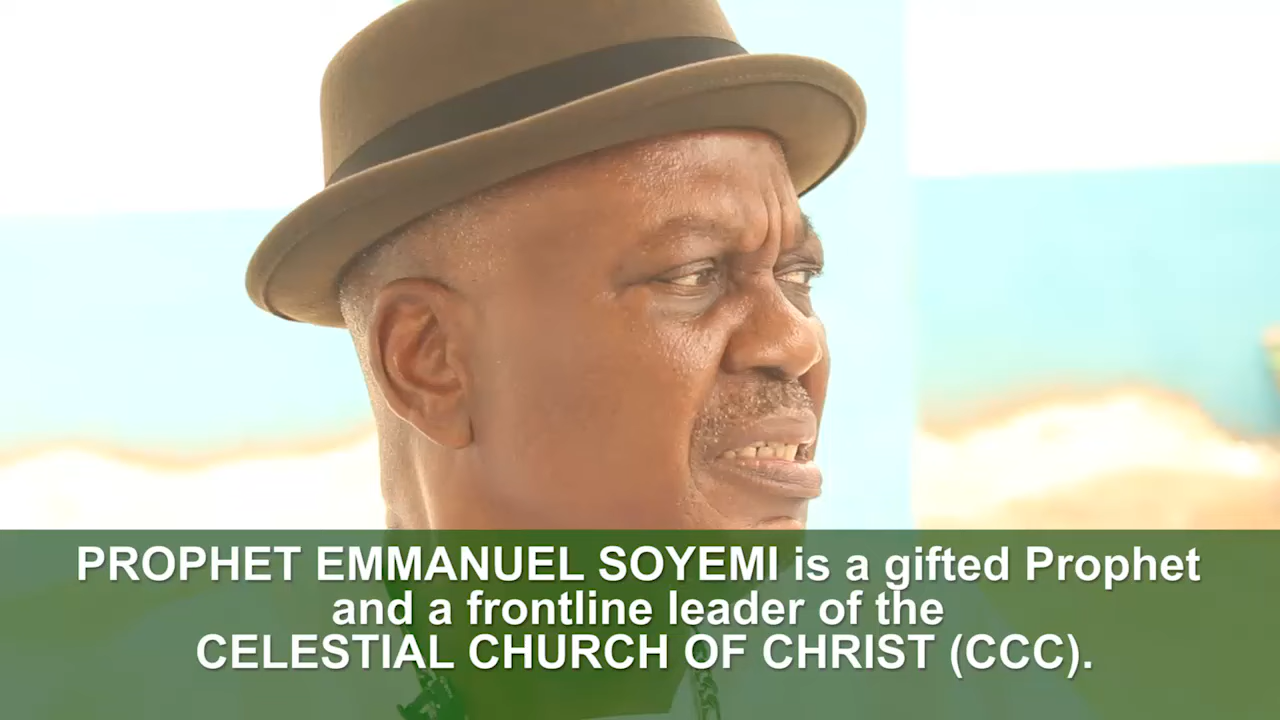 PROPHET EMMANUEL SOYEMI is a gifted Prophet
and a frontline leader of the
CELESTIAL CHURCH OF CHRIST (CCC).